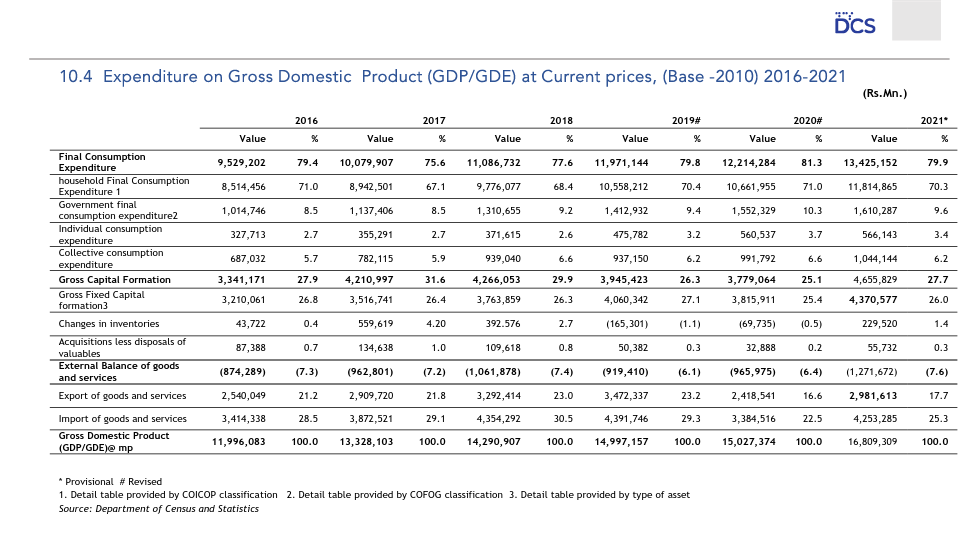 DCS
10.4 Expenditure on Gross Domestic Product (GDP/GDE) at Current prices, (Base -2010) 2016-2021
(Rs.Mn.)
2016 2017 2018 2019# 2020# 2021*
Value % Value % Value % Value % Value % Value %
Final Consumption
Expenditure 9,529,202 79.4 10,079,907 75.6 11,086,732 77.6 11,971,144 79.8 12,214,284 81.3 13,425,152 79.9
household Final Consumption
Expenditure 1 8,514,456 71.0 8,942,501 67.1 9,776,077 68.4 10,558,212 70.4 10,661,955 71.0 11,814,865 70.3
Government final
consumption expenditure2 1,014,746 8.5 1,137,406 8.5 1,310,655 9.2 1,412,932 9.4 1,552,329 10.3 1,610,287 9.6
Individual consumption
expenditure 327,713 2.7 355,291 2.7 371,615 2.6 475,782 3.2 560,537 3.7 566,143 3.4
Collective consumption
expenditure 687,032 5.7 782,115 5.9 939,040 6.6 937,150 6.2 991,792 6.6 1,044,144 6.2
Gross Capital Formation 3,341,171 27.9 4,210,997 31.6 4,266,053 29.9 3,945,423 26.3 3,779,064 25.1 4,655,829 27.7
Gross Fixed Capital
formation3 3,210,061 26.8 3,516,741 26.4 3,763,859 26.3 4,060,342 27.1 3,815,911 25.4 4,370,577 26.0
Changes in inventories 43,722 0.4 559,619 4.20 392.576 2.7 (165,301) (1.1) (69,735) (0.5) 229,520 1.4
Acquisitions less disposals of
valuables 87,388 0.7 134,638 1.0 109,618 0.8 50,382 0.3 32,888 0.2 55,732 0.3
External Balance of goods
and services (874,289) (7.3) (962,801) (7.2) (1,061,878) (7.4) (919,410) (6.1) (965,975) (6.4) (1,271,672) (7.6)
Export of goods and services 2,540,049 21.2 2,909,720 21.8 3,292,414 23.0 3,472,337 23.2 2,418,541 16.6 2,981,613 17.7
Import of goods and services 3,414,338 28.5 3,872,521 29.1 4,354,292 30.5 4,391,746 29.3 3,384,516 22.5 4,253,285 25.3
Gross Domestic Product
(GDP/GDE)@ mp 11,996,083 100.0 13,328,103 100.0 14,290,907 100.0 14,997,157 100.0 15,027,374 100.0 16,809,309 100.0
* Provisional # Revised
1. Detail table provided by COICOP classification 2. Detail table provided by COFOG classification 3. Detail table provided by type of asset
Source: Department of Census and Statistics